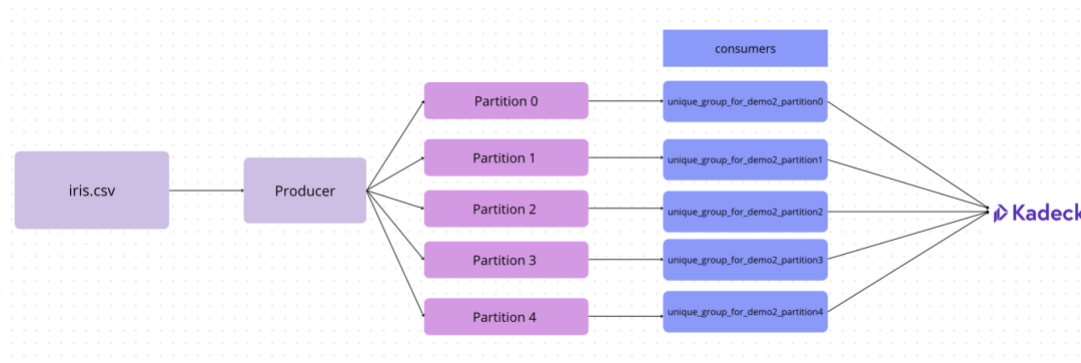 consumers
iris.csv
Producer
Partition 0
Partition 1
Partition 2
Partition 3
Partition 4
unique_group_for_demo2_partition0
unique_group_for_demo2_partition1
unique_group_for_demo2_partition2
unique_group_for_demo2_partition3
unique_group_for_demo2_partition4
Kadeck